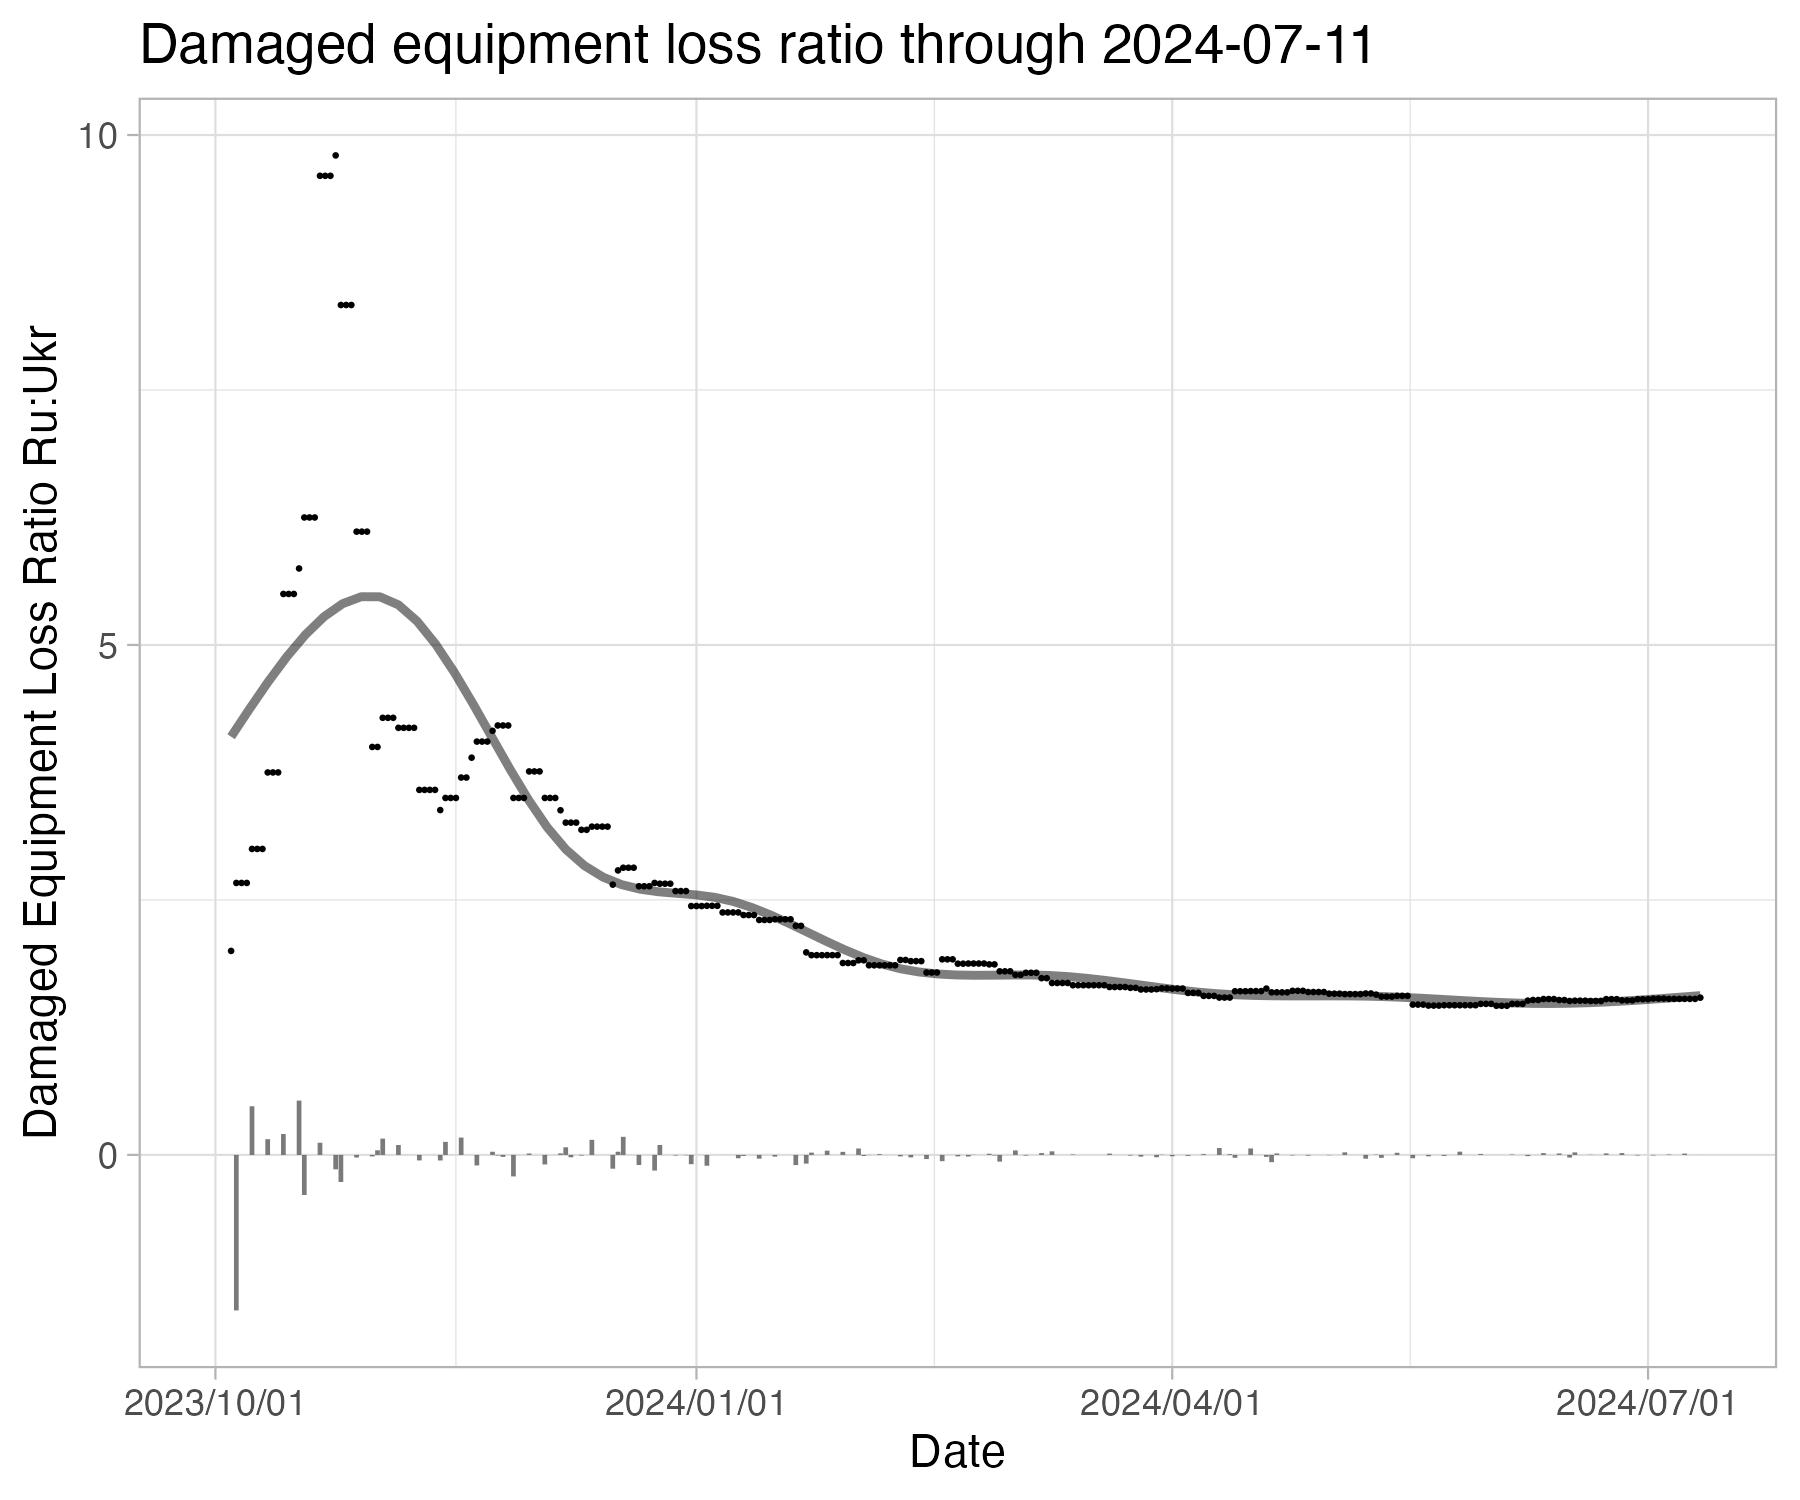 Damaged equipment loss ratio through 2024-07-11
Damaged Equipment Loss Ratio Ru:Ukr
10
5
0
2023/10/01
2024/01/01
2024/04/01
2024/07/01
Date